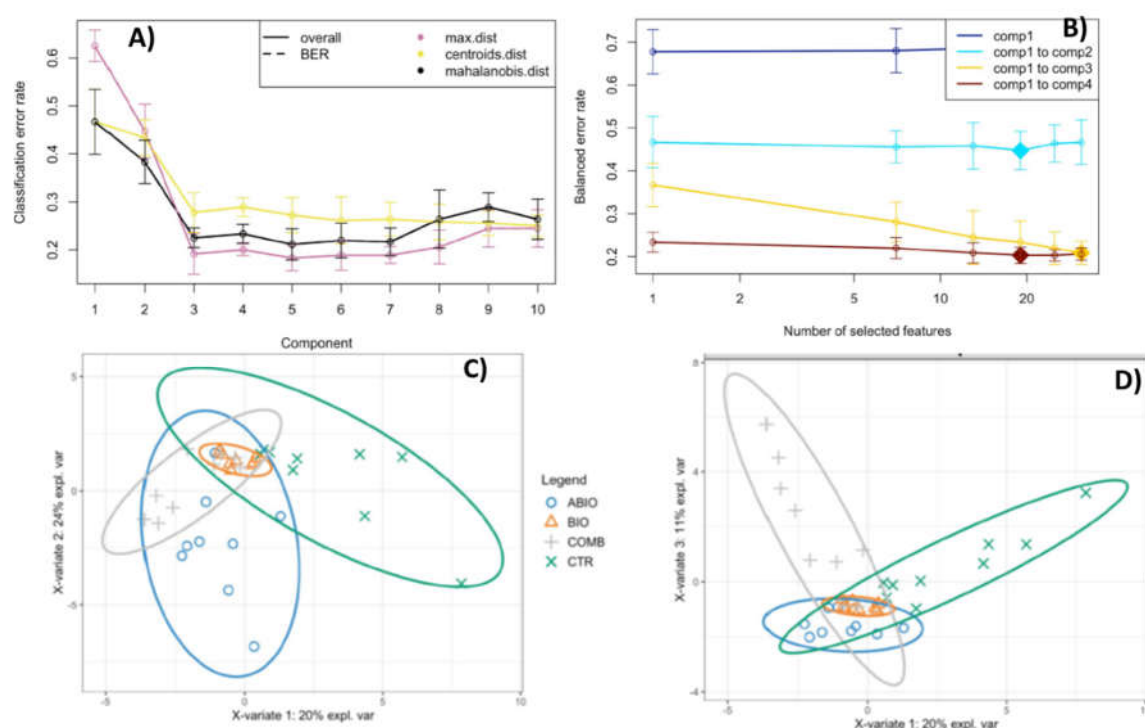 A)
overall
BER
max.dist
centroids.dist
mahalanobis.dist
Classification error rate
0.6
0.5
0.4
0.3
0.2
1 2 3 4 5 6 7 8 9 10
Component
B)
comp1
comp1 to comp2
comp1 to comp3
comp1 to comp4
Balanced error rate
0.7
0.6
0.5
0.4
0.3
0.2
1 2 5 10 20
Number of selected features
C)
X-variate 2: 24% expl. var
5
0
-5
-5 0 5 10
X-variate 1: 20% expl. var
Legend
ABIO
BIO
COMB
CTR
D)
X-variate 3: 11% expl. var
8
4
0
-4
-5 0 5
X-variate 1: 20% expl. var